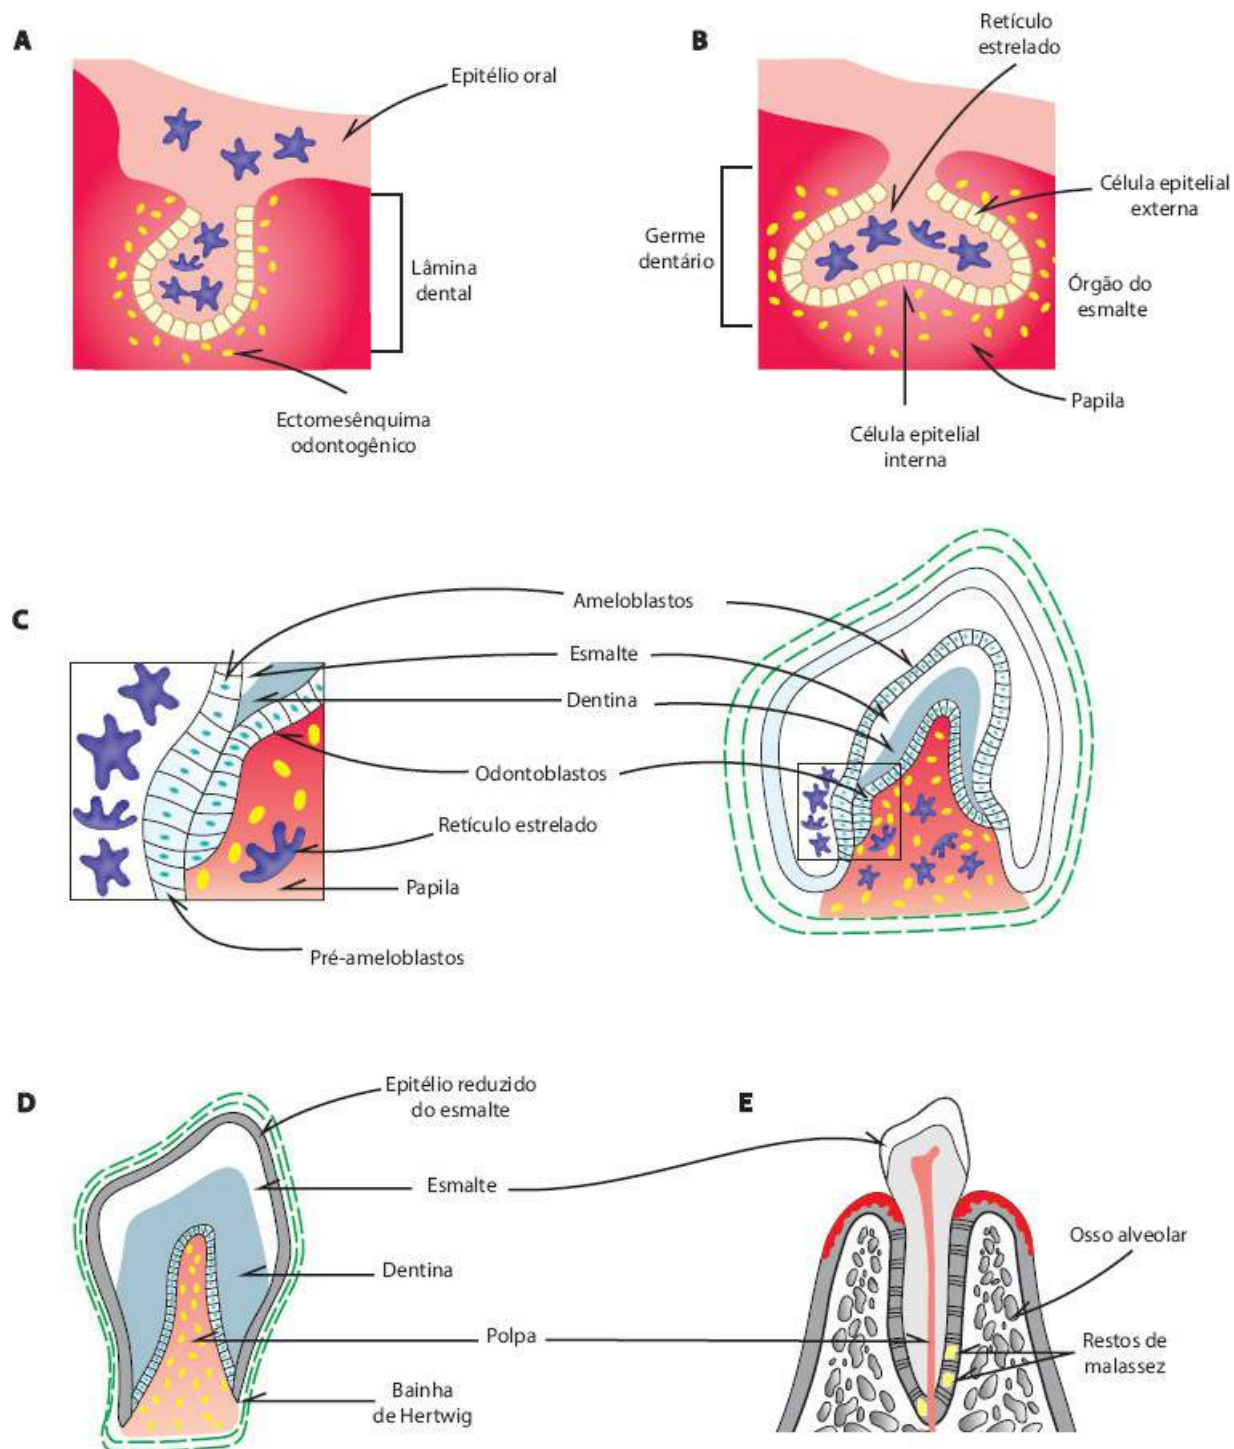 A
Epitélio oral
Lâmina
dental
Ectomesênquima
odontogênico
B
Retículo
estrelado
Célula epitelial
externa
Germe
dentário
Órgão do
esmalte
Papila
Célula epitelial
interna
C
Ameloblastos
Esmalte
Dentina
Odontoblastos
Retículo estrelado
Papila
Pré-ameloblastos
D
Epitélio reduzido
do esmalte
E
Esmalte
Osso alveolar
Dentina
Polpa
Restos de
malassez
Bainha
de Hertwig